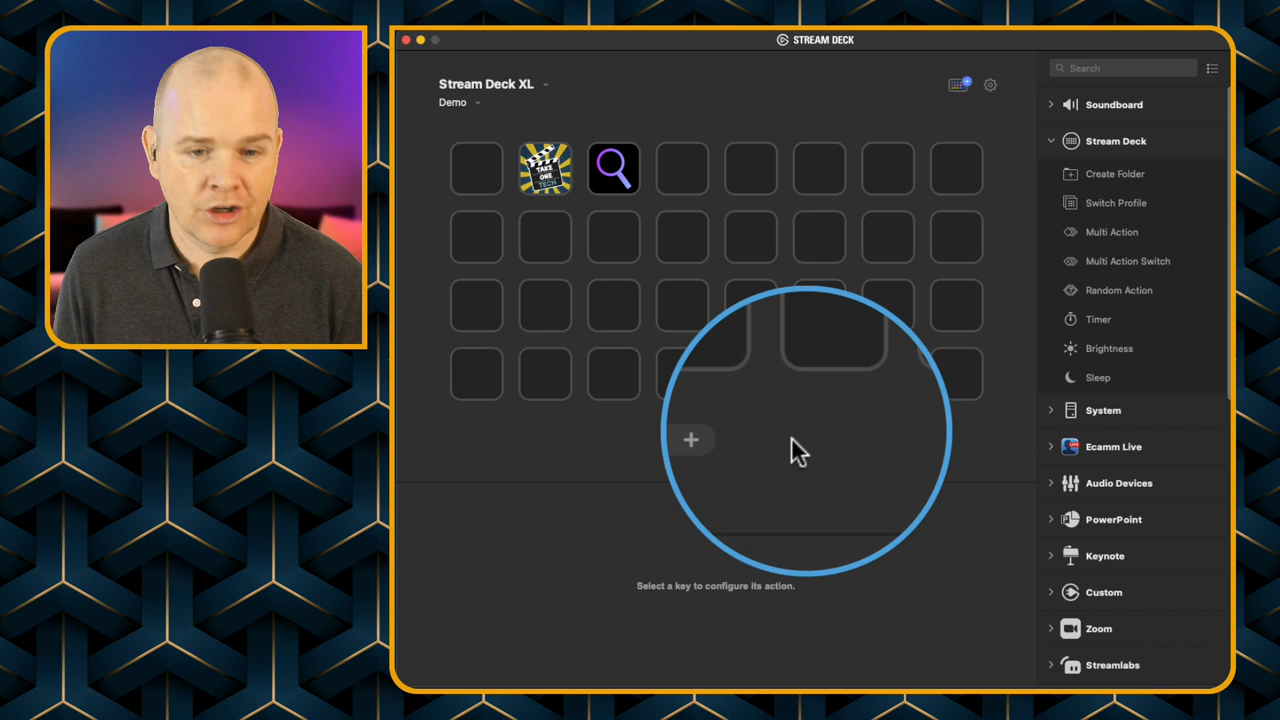 STREAM DECK
Stream Deck XL
Demo
TAKE
ONE
TECH
Select a key to configure its action.
Search
Soundboard
Stream Deck
Create Folder
Switch Profile
Multi Action
Multi Action Switch
Random Action
Timer
Brightness
Sleep
System
Ecamm Live
Audio Devices
PowerPoint
Keynote
Custom
Zoom
Streamlabs